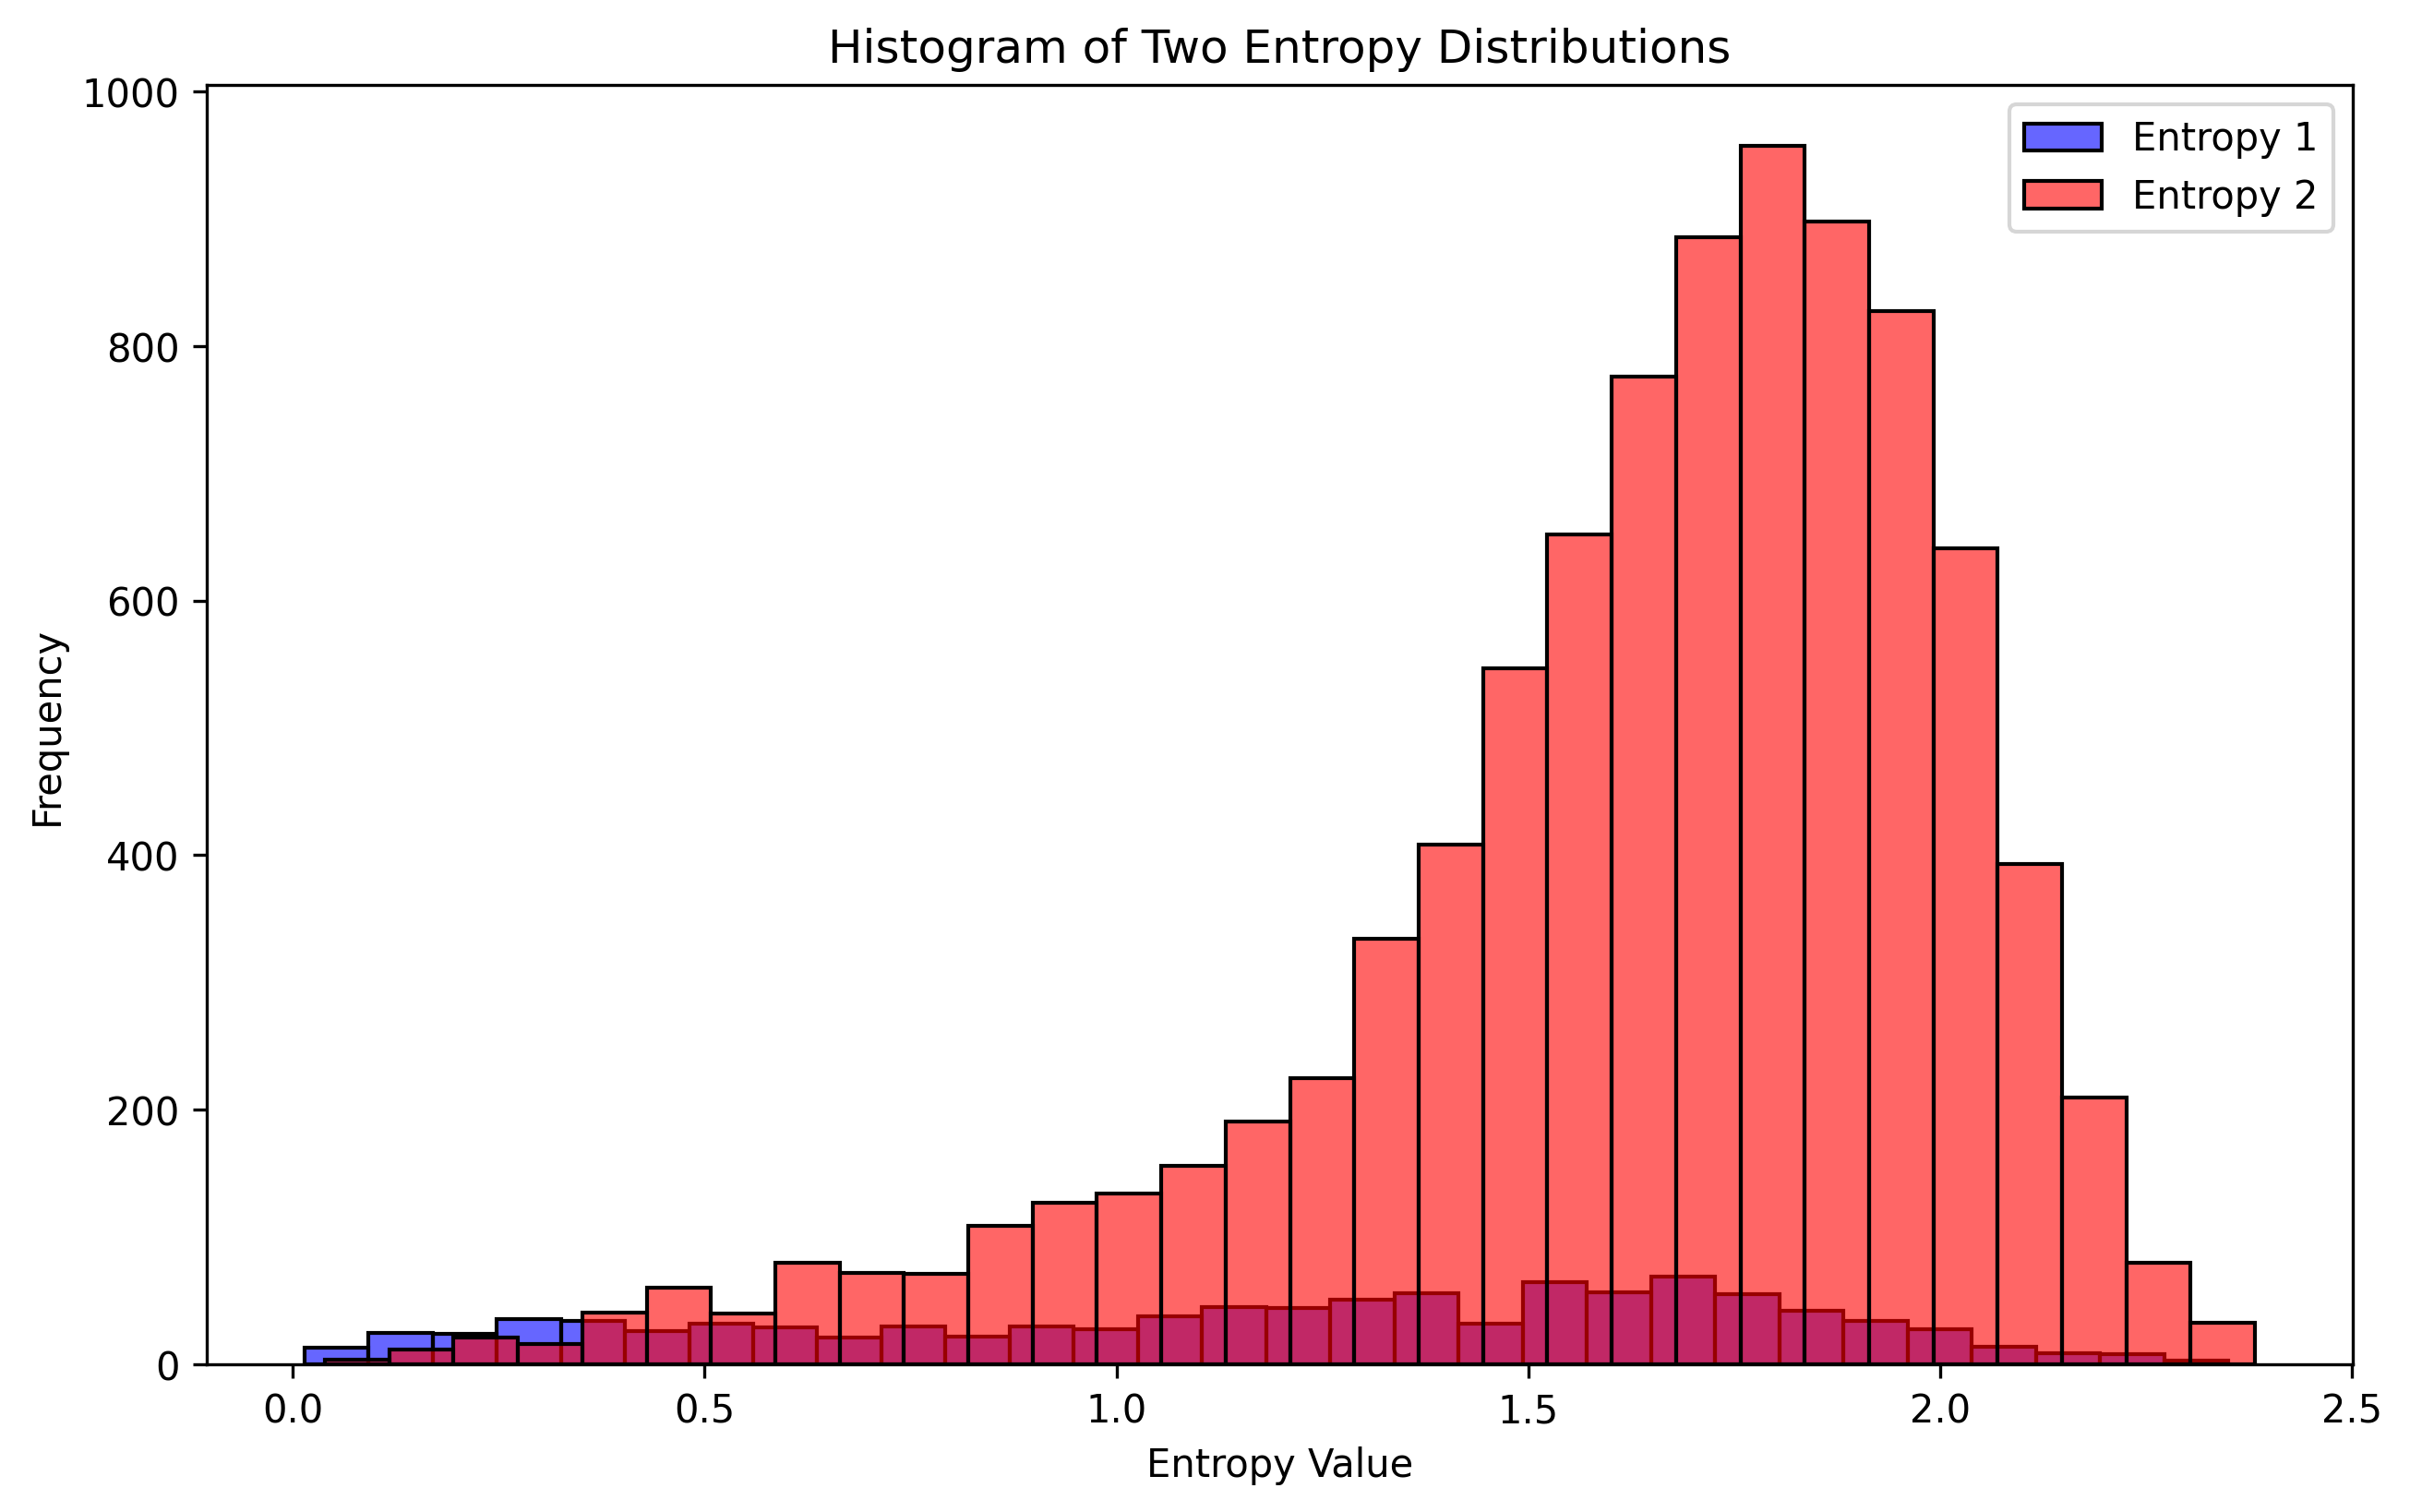 Histogram of Two Entropy Distributions
1000
800
600
400
200
0
Frequency
Entropy 1
Entropy 2
0.0 0.5 1.0 1.5 2.0 2.5
Entropy Value